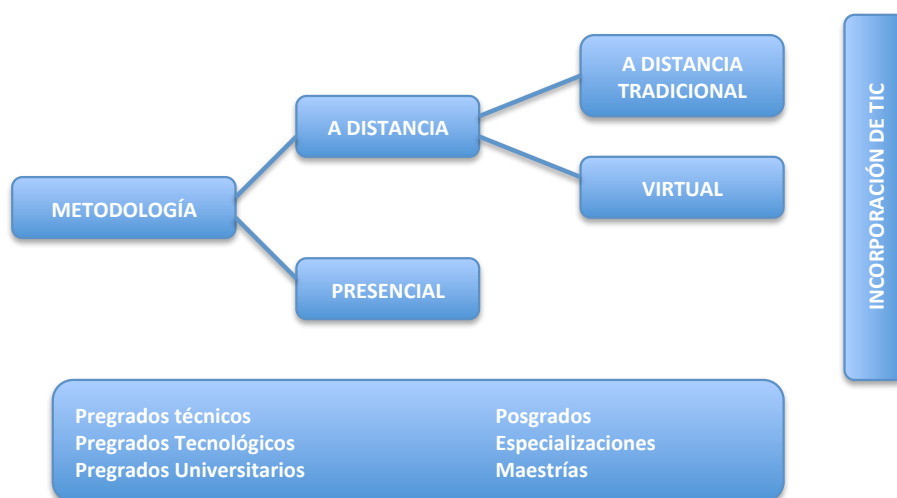 A DISTANCIA
TRADICIONAL
A DISTANCIA
VIRTUAL
METODOLOGÍA
PRESENCIAL
INCORPORACIÓN DE TIC
Pregrados técnicos
Pregrados Tecnológicos
Pregrados Universitarios
Posgrados
Especializaciones
Maestrías